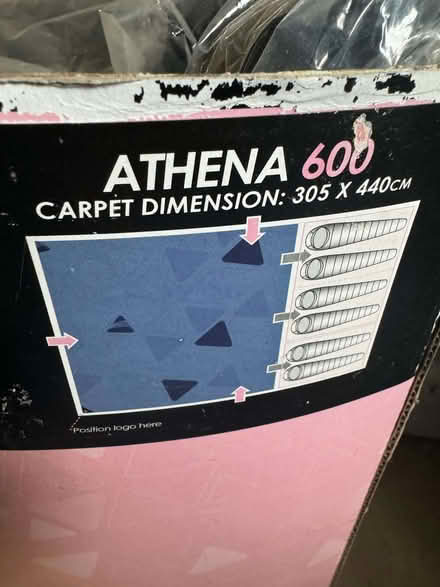 ATHENA 600
CARPET DIMENSION: 305 X 440CM
Position logo here